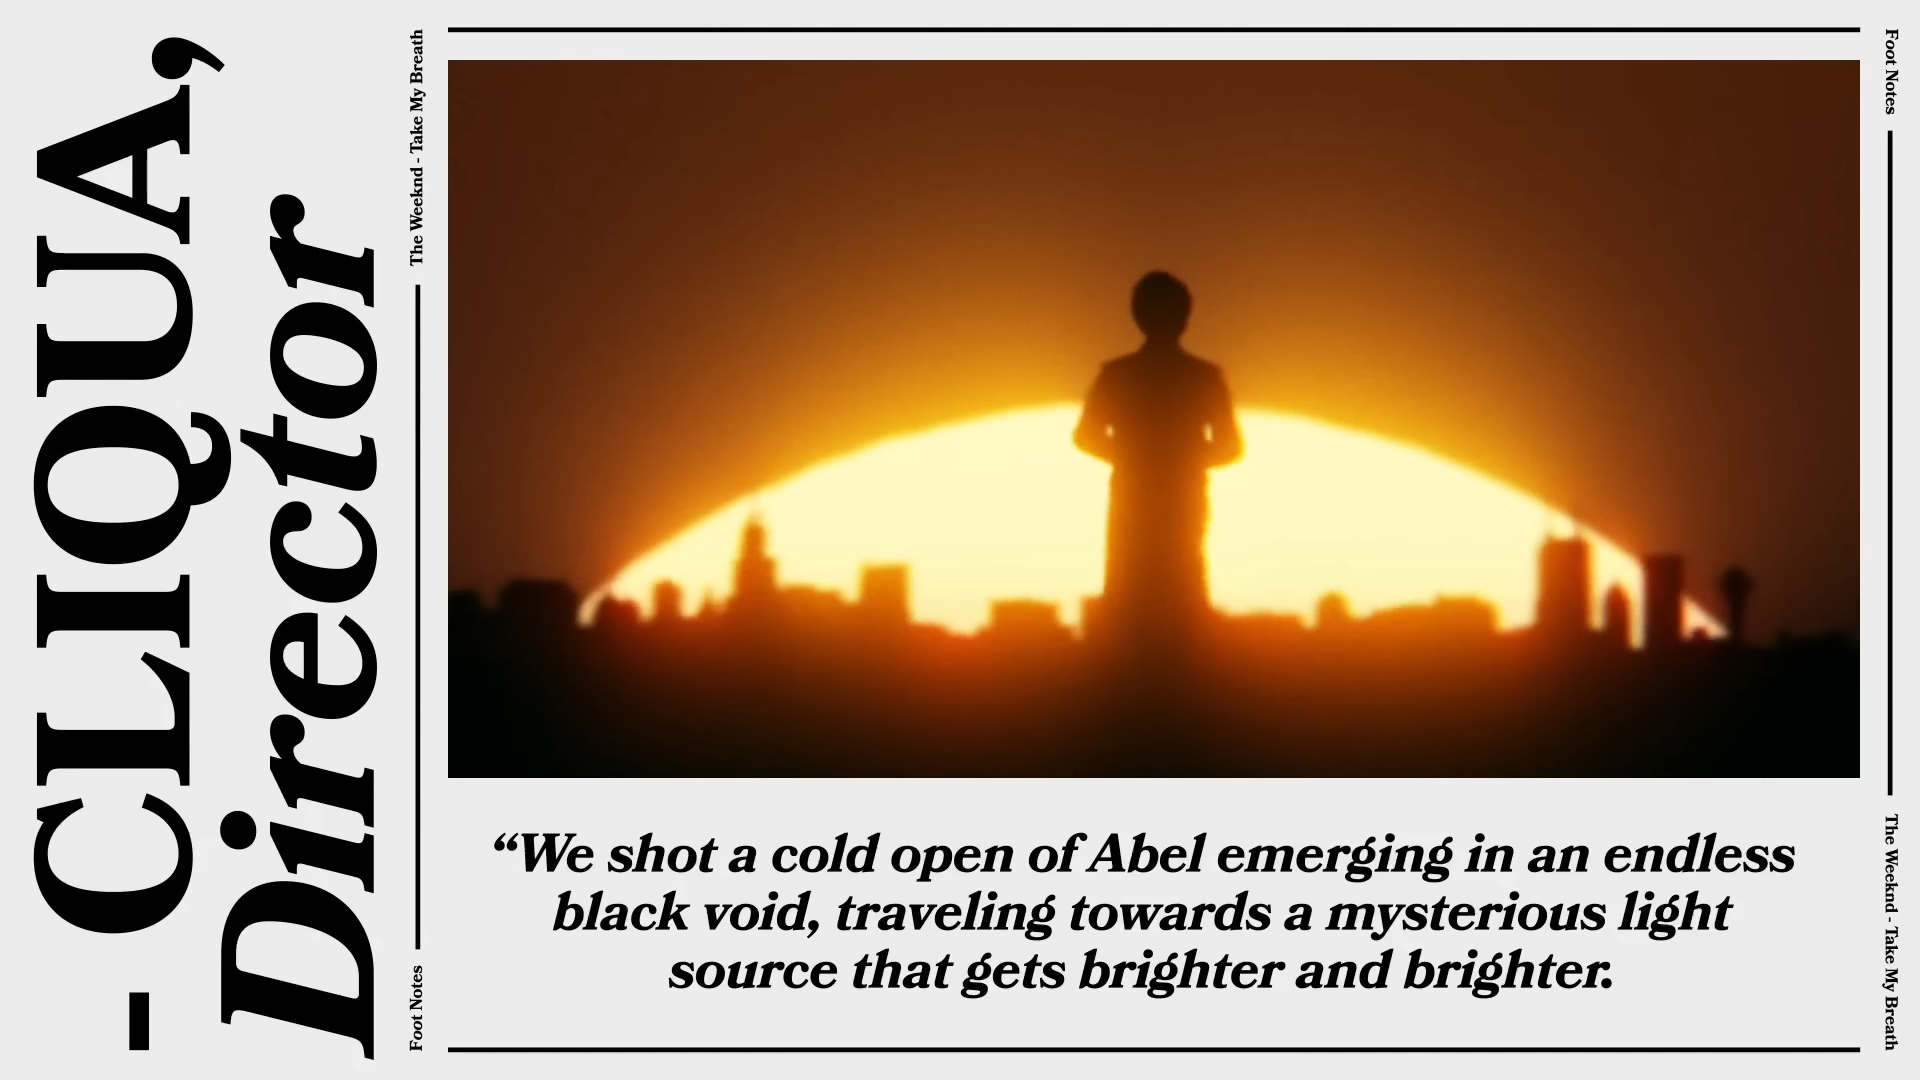 - CLIQUA,
Director
The Weeknd - Take My Breath
Foot Notes
“We shot a cold open of Abel emerging in an endless
black void, traveling towards a mysterious light
source that gets brighter and brighter.
Foot Notes
The Weeknd - Take My Breath